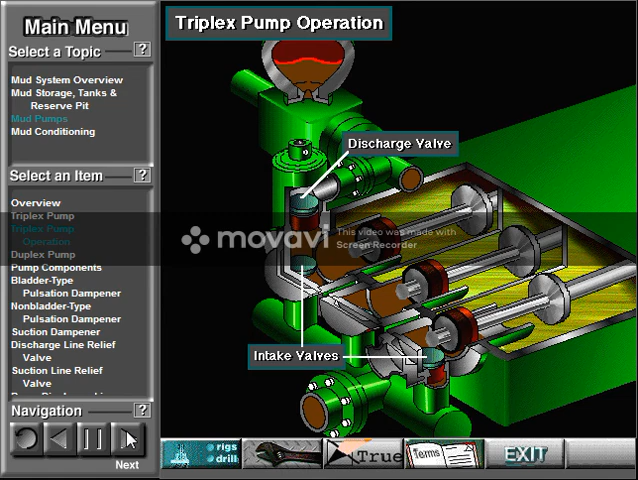 Main Menu
Select a Topic ?
Mud System Overview
Mud Storage, Tanks &
Reserve Pit
Mud Pumps
Mud Conditioning
Select an Item ?
Overview
Triplex Pump
Triplex Pump
Operation
Duplex Pump
Pump Components
Bladder-Type
Pulsation Dampener
Nonbladder-Type
Pulsation Dampener
Suction Dampener
Discharge Line Relief
Valve
Suction Line Relief
Valve
Navigation ?
Next
Triplex Pump Operation
Discharge Valve
movavi
This video was made with
Screen Recorder
Intake Valves
rigs
drill
True
Terms
EXIT